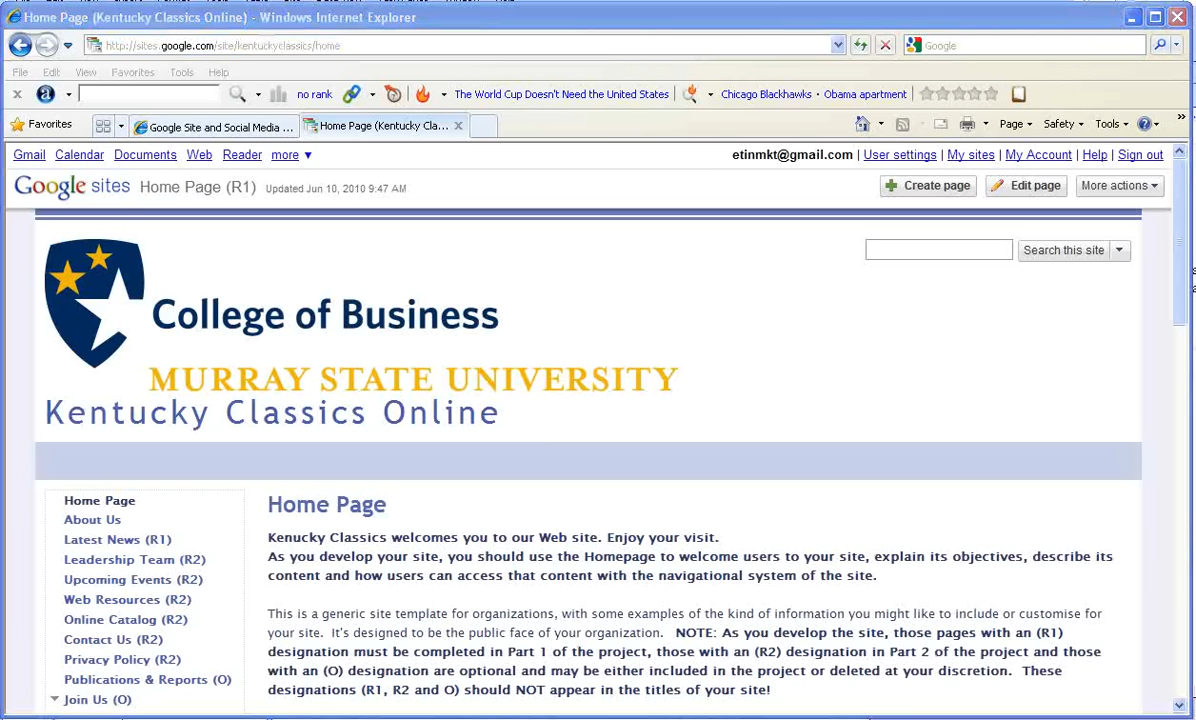 Home Page (Kentucky Classics Online) - Windows Internet Explorer
http://sites.google.com/site/kentuckyclassics/home
Google
File Edit View Favorites Tools Help
no rank The World Cup Doesn't Need the United States Chicago Blackhawks • Obama apartment
Favorites Google Site and Social Media ... Home Page (Kentucky Cla... Page Safety Tools
Gmail Calendar Documents Web Reader more ▼ etinmkt@gmail.com | User settings | My sites | My Account | Help | Sign out
Google sites Home Page (R1) Updated Jun 10, 2010 9:47 AM Create page Edit page More actions
Search this site
College of Business
MURRAY STATE UNIVERSITY
Kentucky Classics Online
Home Page
About Us
Latest News (R1)
Leadership Team (R2)
Upcoming Events (R2)
Web Resources (R2)
Online Catalog (R2)
Contact Us (R2)
Privacy Policy (R2)
Publications & Reports (O)
Join Us (O)
Home Page
Kenucky Classics welcomes you to our Web site. Enjoy your visit.
As you develop your site, you should use the Homepage to welcome users to your site, explain its objectives, describe its
content and how users can access that content with the navigational system of the site.
This is a generic site template for organizations, with some examples of the kind of information you might like to include or customise for
your site. It's designed to be the public face of your organization. NOTE: As you develop the site, those pages with an (R1)
designation must be completed in Part 1 of the project, those with an (R2) designation in Part 2 of the project and those
with an (O) designation are optional and may be either included in the project or deleted at your discretion. These
designations (R1, R2 and O) should NOT appear in the titles of your site!